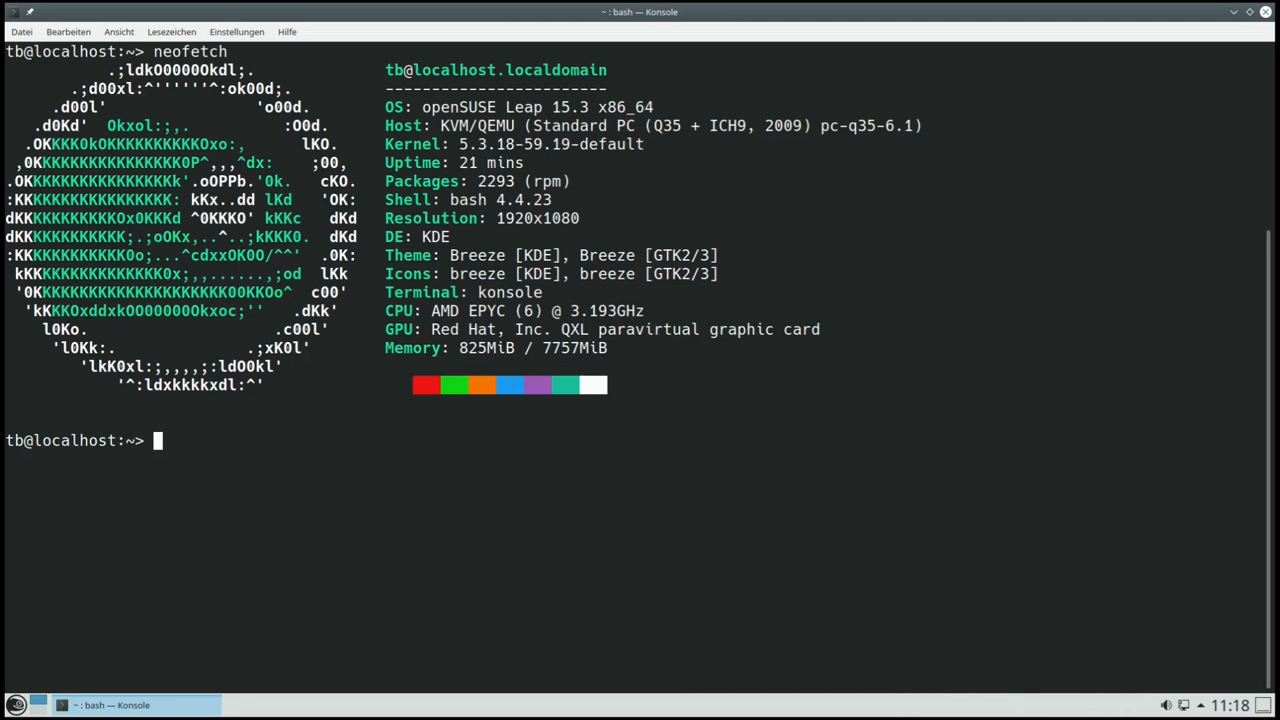 ~ : bash — Konsole
Datei Bearbeiten Ansicht Lesezeichen Einstellungen Hilfe
tb@localhost:~> neofetch
tb@localhost.localdomain
------------------------
OS: openSUSE Leap 15.3 x86_64
Host: KVM/QEMU (Standard PC (Q35 + ICH9, 2009) pc-q35-6.1)
Kernel: 5.3.18-59.19-default
Uptime: 21 mins
Packages: 2293 (rpm)
Shell: bash 4.4.23
Resolution: 1920x1080
DE: KDE
Theme: Breeze [KDE], Breeze [GTK2/3]
Icons: breeze [KDE], breeze [GTK2/3]
Terminal: konsole
CPU: AMD EPYC (6) @ 3.193GHz
GPU: Red Hat, Inc. QXL paravirtual graphic card
Memory: 825MiB / 7757MiB
tb@localhost:~>
~ : bash — Konsole
11:18